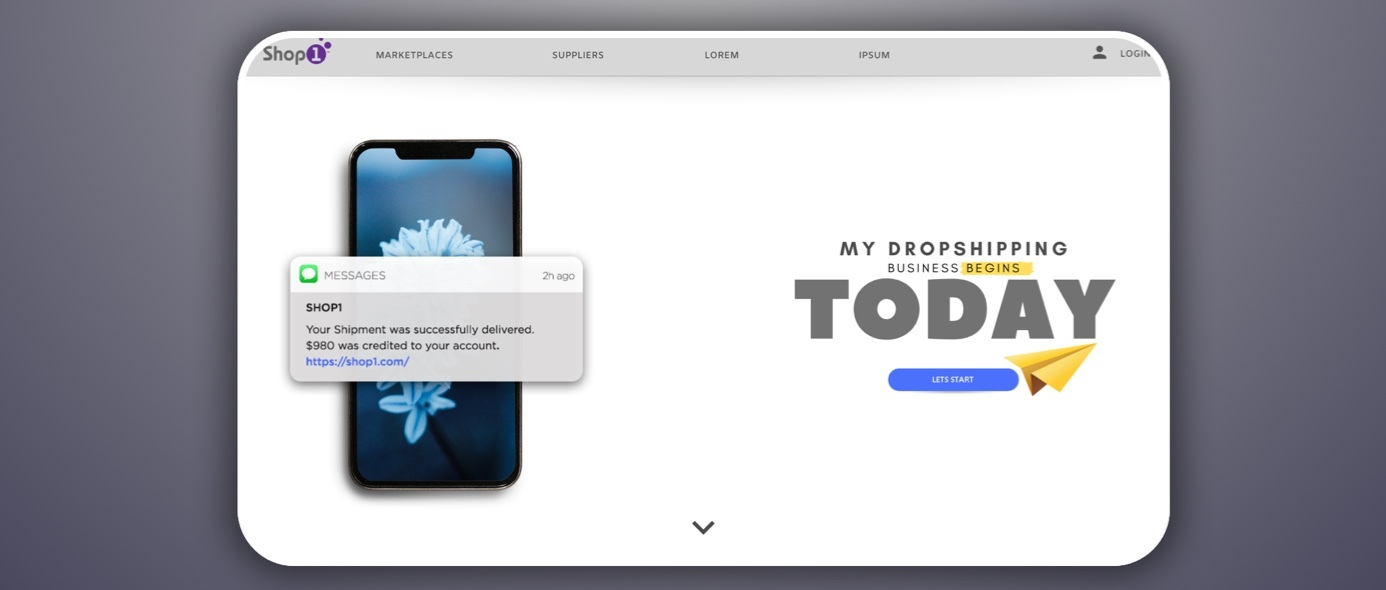 Shop1
MARKETPLACES
SUPPLIERS
LOREM
IPSUM
LOGIN
MESSAGES
2h ago
SHOP1
Your Shipment was successfully delivered.
$980 was credited to your account.
https://shop1.com/
MY DROPSHIPPING
BUSINESS BEGINS
TODAY
LETS START